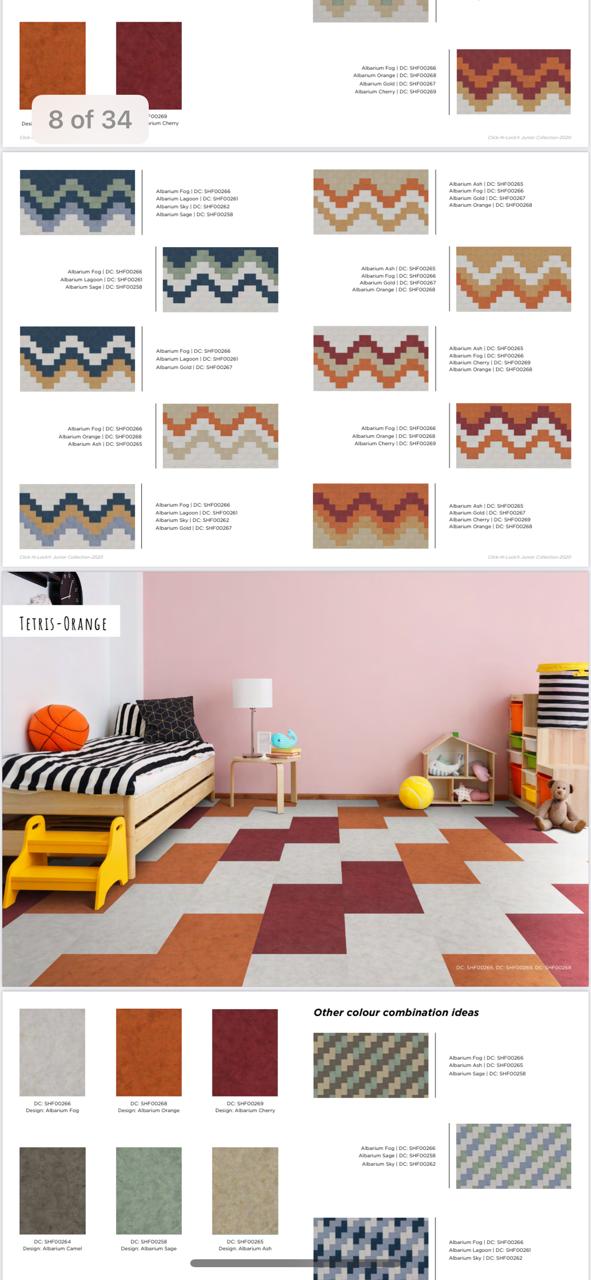 Albarium Fog | DC: SHF00266
Albarium Orange | DC: SHF00268
Albarium Gold | DC: SHF00267
Albarium Cherry | DC: SHF00269
8 of 34
Click-N-Lock® Junior Collection-2020
Albarium Fog | DC: SHF00266
Albarium Lagoon | DC: SHF00261
Albarium Sky | DC: SHF00262
Albarium Sage | DC: SHF00258
Albarium Fog | DC: SHF00266
Albarium Lagoon | DC: SHF00261
Albarium Sage | DC: SHF00258
Albarium Fog | DC: SHF00266
Albarium Lagoon | DC: SHF00261
Albarium Gold | DC: SHF00267
Albarium Fog | DC: SHF00266
Albarium Orange | DC: SHF00268
Albarium Ash | DC: SHF00265
Albarium Fog | DC: SHF00266
Albarium Lagoon | DC: SHF00261
Albarium Sky | DC: SHF00262
Albarium Gold | DC: SHF00267
Click-N-Lock® Junior Collection-2020
Albarium Ash | DC: SHF00265
Albarium Fog | DC: SHF00266
Albarium Gold | DC: SHF00267
Albarium Orange | DC: SHF00268
Albarium Ash | DC: SHF00265
Albarium Fog | DC: SHF00266
Albarium Gold | DC: SHF00267
Albarium Orange | DC: SHF00268
Albarium Ash | DC: SHF00265
Albarium Fog | DC: SHF00266
Albarium Cherry | DC: SHF00269
Albarium Orange | DC: SHF00268
Albarium Fog | DC: SHF00266
Albarium Orange | DC: SHF00268
Albarium Cherry | DC: SHF00269
Albarium Ash | DC: SHF00265
Albarium Gold | DC: SHF00267
Albarium Cherry | DC: SHF00269
Albarium Orange | DC: SHF00268
Click-N-Lock® Junior Collection-2020
Tetris-Orange
DC: SHF00266, DC: SHF00269, DC: SHF00268
DC: SHF00266
Design: Albarium Fog
DC: SHF00268
Design: Albarium Orange
DC: SHF00269
Design: Albarium Cherry
DC: SHF00264
Design: Albarium Camel
DC: SHF00258
Design: Albarium Sage
DC: SHF00265
Design: Albarium Ash
Other colour combination ideas
Albarium Fog | DC: SHF00266
Albarium Ash | DC: SHF00265
Albarium Sage | DC: SHF00258
Albarium Fog | DC: SHF00266
Albarium Sage | DC: SHF00258
Albarium Sky | DC: SHF00262
Albarium Fog | DC: SHF00266
Albarium Lagoon | DC: SHF00261
Albarium Sky | DC: SHF00262